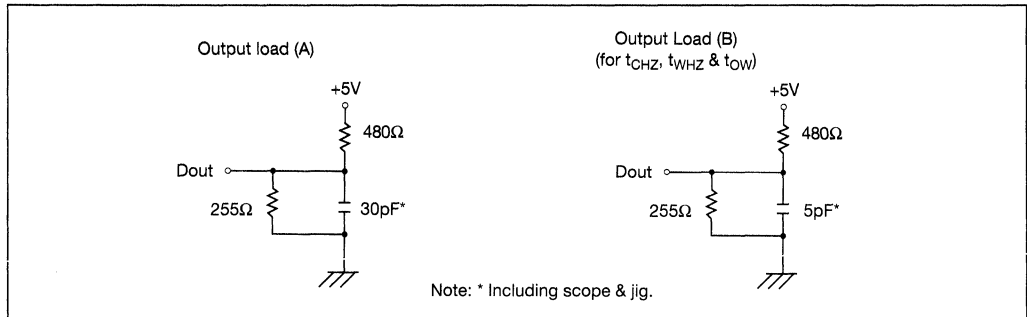 Output load (A)
+5V
480Ω
Dout
255Ω
30pF*
Output Load (B)
(for tCHZ, tWHZ & tOW)
+5V
480Ω
Dout
255Ω
5pF*
Note: * Including scope & jig.